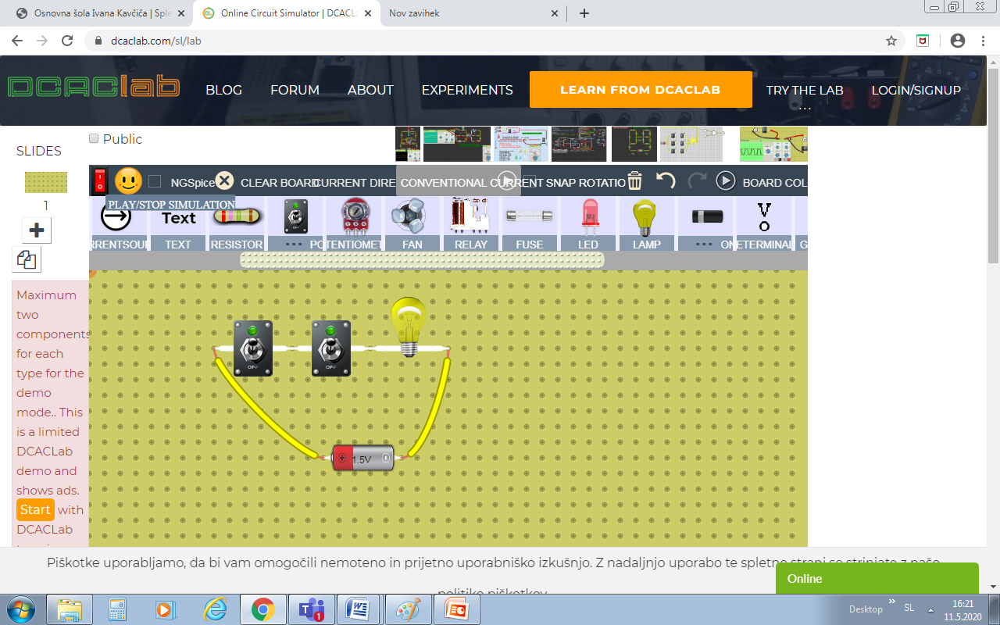 Osnovna šola Ivana Kavčiča | Sple
Online Circuit Simulator | DCACL
Nov zavihek
dcaclab.com/sl/lab
DCAClab
BLOG
FORUM
ABOUT
EXPERIMENTS
LEARN FROM DCACLAB
TRY THE LAB
...
LOGIN/SIGNUP
SLIDES
Public
1
NGSpice
CLEAR BOARD
CURRENT DIRE
CONVENTIONAL CURRENT
SNAP ROTATIO
BOARD COL
PLAY/STOP SIMULATION
Text
V
RRENTSOUR
TEXT
RESISTOR
...
POTENTIOMET
FAN
RELAY
FUSE
LED
LAMP
...
ONETERMINAL
G
Maximum
two
components
for each
type for the
demo
mode.. This
is a limited
DCACLab
demo and
shows ads.
Start with
DCACLab
OFF
OFF
1.5V
Piškotke uporabljamo, da bi vam omogočili nemoteno in prijetno uporabniško izkušnjo. Z nadaljnjo uporabo te spletne strani se strinjate z našo
politiko piškotkov
Online
1
Desktop
SL
16:21
11.5.2020